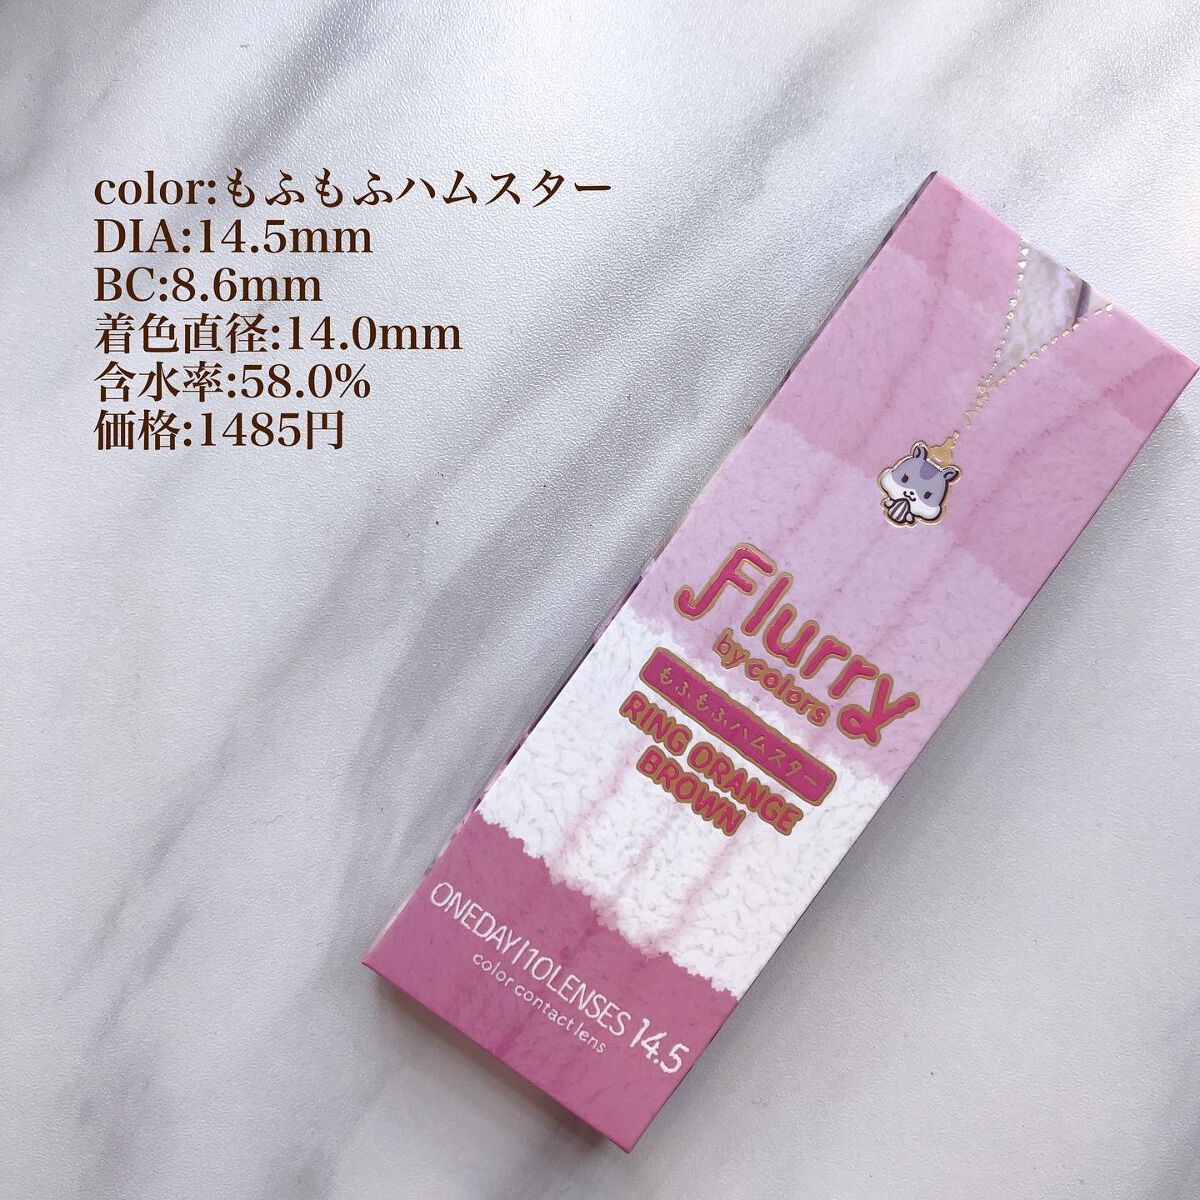 color:もふもふハムスター
DIA:14.5mm
BC:8.6mm
着色直径:14.0mm
含水率:58.0%
価格:1485円
Flurry
by colors
もふもふハムスター
RING ORANGE
BROWN
ONEDAY|10LENSES 14.5
color contact lens